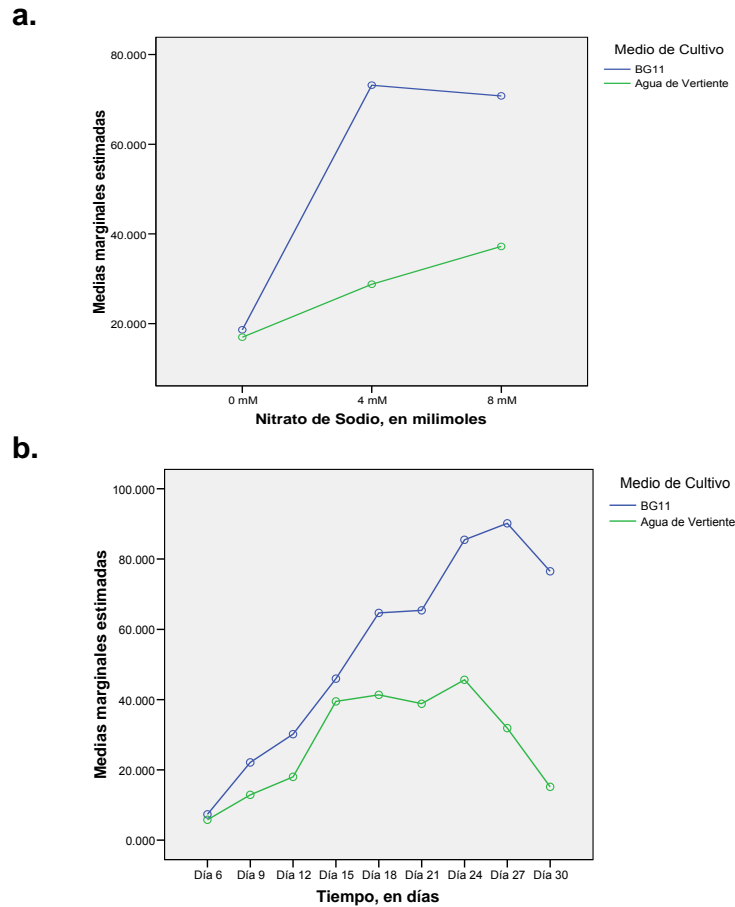 a.
Medio de Cultivo
BG11
Agua de Vertiente
Medias marginales estimadas
80.000
60.000
40.000
20.000
0 mM 4 mM 8 mM
Nitrato de Sodio, en milimoles
b.
Medio de Cultivo
BG11
Agua de Vertiente
Medias marginales estimadas
100.000
80.000
60.000
40.000
20.000
0.000
Día 6 Día 9 Día 12 Día 15 Día 18 Día 21 Día 24 Día 27 Día 30
Tiempo, en días